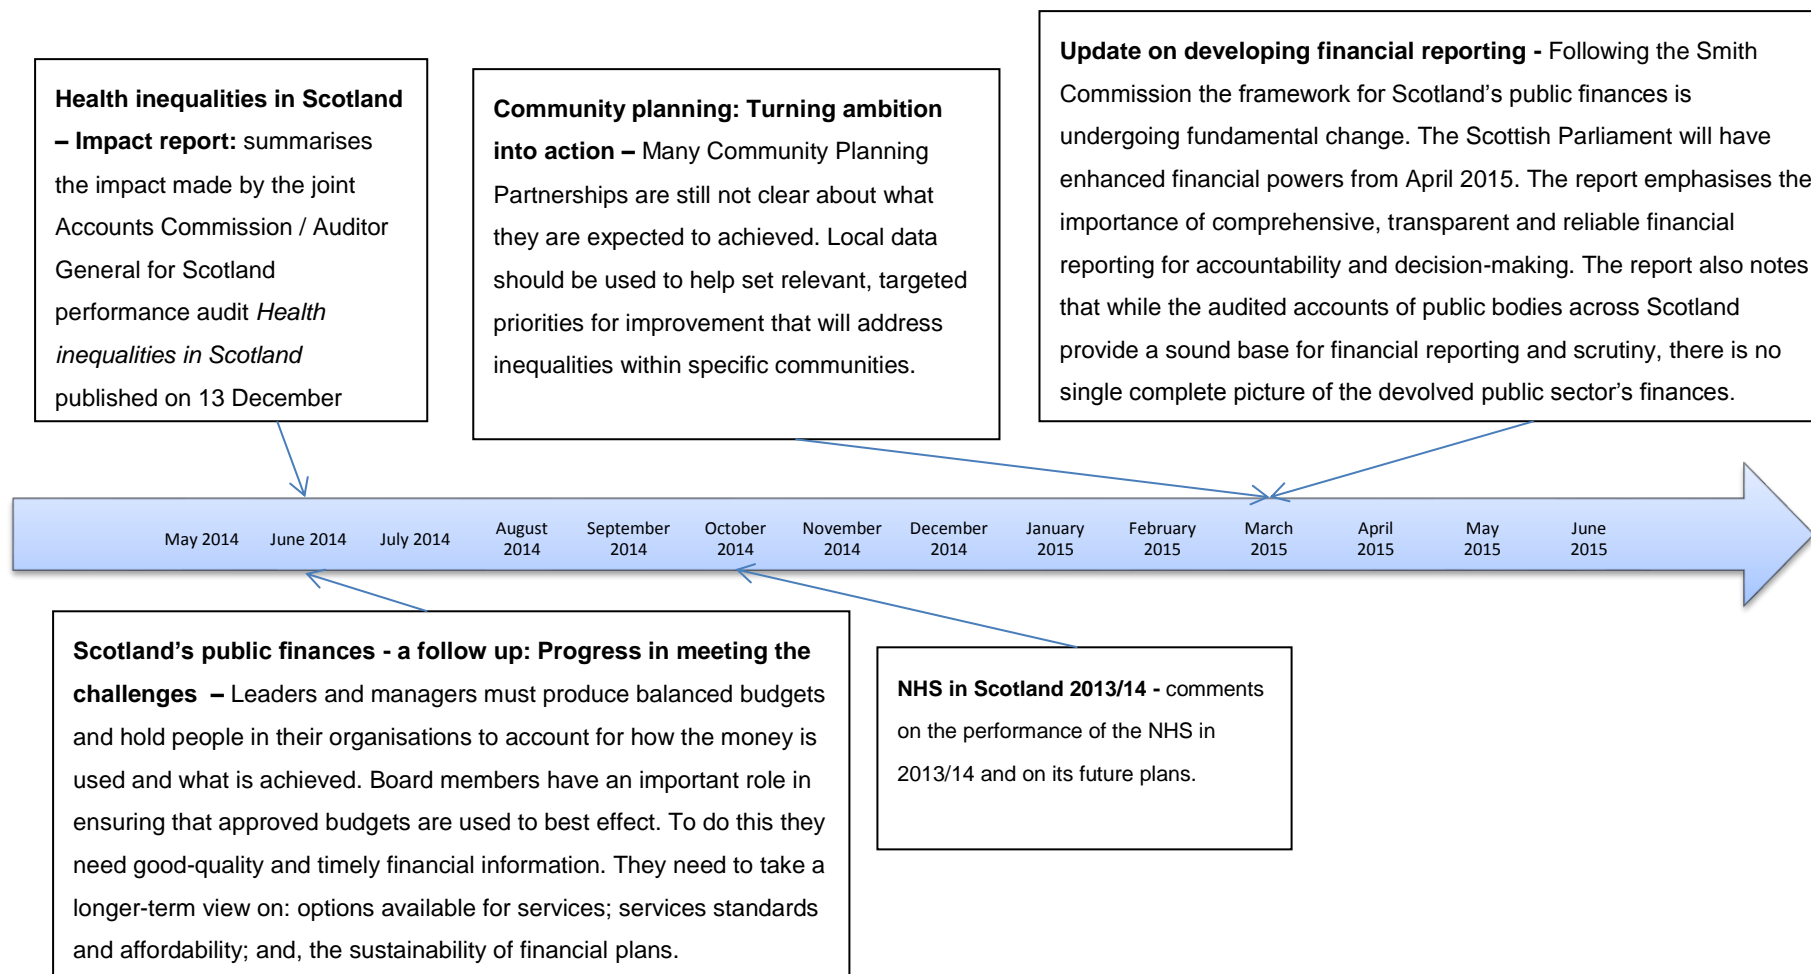 Health inequalities in Scotland
– Impact report: summarises
the impact made by the joint
Accounts Commission / Auditor
General for Scotland
performance audit Health
inequalities in Scotland
published on 13 December
Community planning: Turning ambition
into action – Many Community Planning
Partnerships are still not clear about what
they are expected to achieved. Local data
should be used to help set relevant, targeted
priorities for improvement that will address
inequalities within specific communities.
Update on developing financial reporting - Following the Smith
Commission the framework for Scotland’s public finances is
undergoing fundamental change. The Scottish Parliament will have
enhanced financial powers from April 2015. The report emphasises the
importance of comprehensive, transparent and reliable financial
reporting for accountability and decision-making. The report also notes
that while the audited accounts of public bodies across Scotland
provide a sound base for financial reporting and scrutiny, there is no
single complete picture of the devolved public sector’s finances.
May 2014
June 2014
July 2014
August
2014
September
2014
October
2014
November
2014
December
2014
January
2015
February
2015
March
2015
April
2015
May
2015
June
2015
Scotland’s public finances - a follow up: Progress in meeting the
challenges – Leaders and managers must produce balanced budgets
and hold people in their organisations to account for how the money is
used and what is achieved. Board members have an important role in
ensuring that approved budgets are used to best effect. To do this they
need good-quality and timely financial information. They need to take a
longer-term view on: options available for services; services standards
and affordability; and, the sustainability of financial plans.
NHS in Scotland 2013/14 - comments
on the performance of the NHS in
2013/14 and on its future plans.